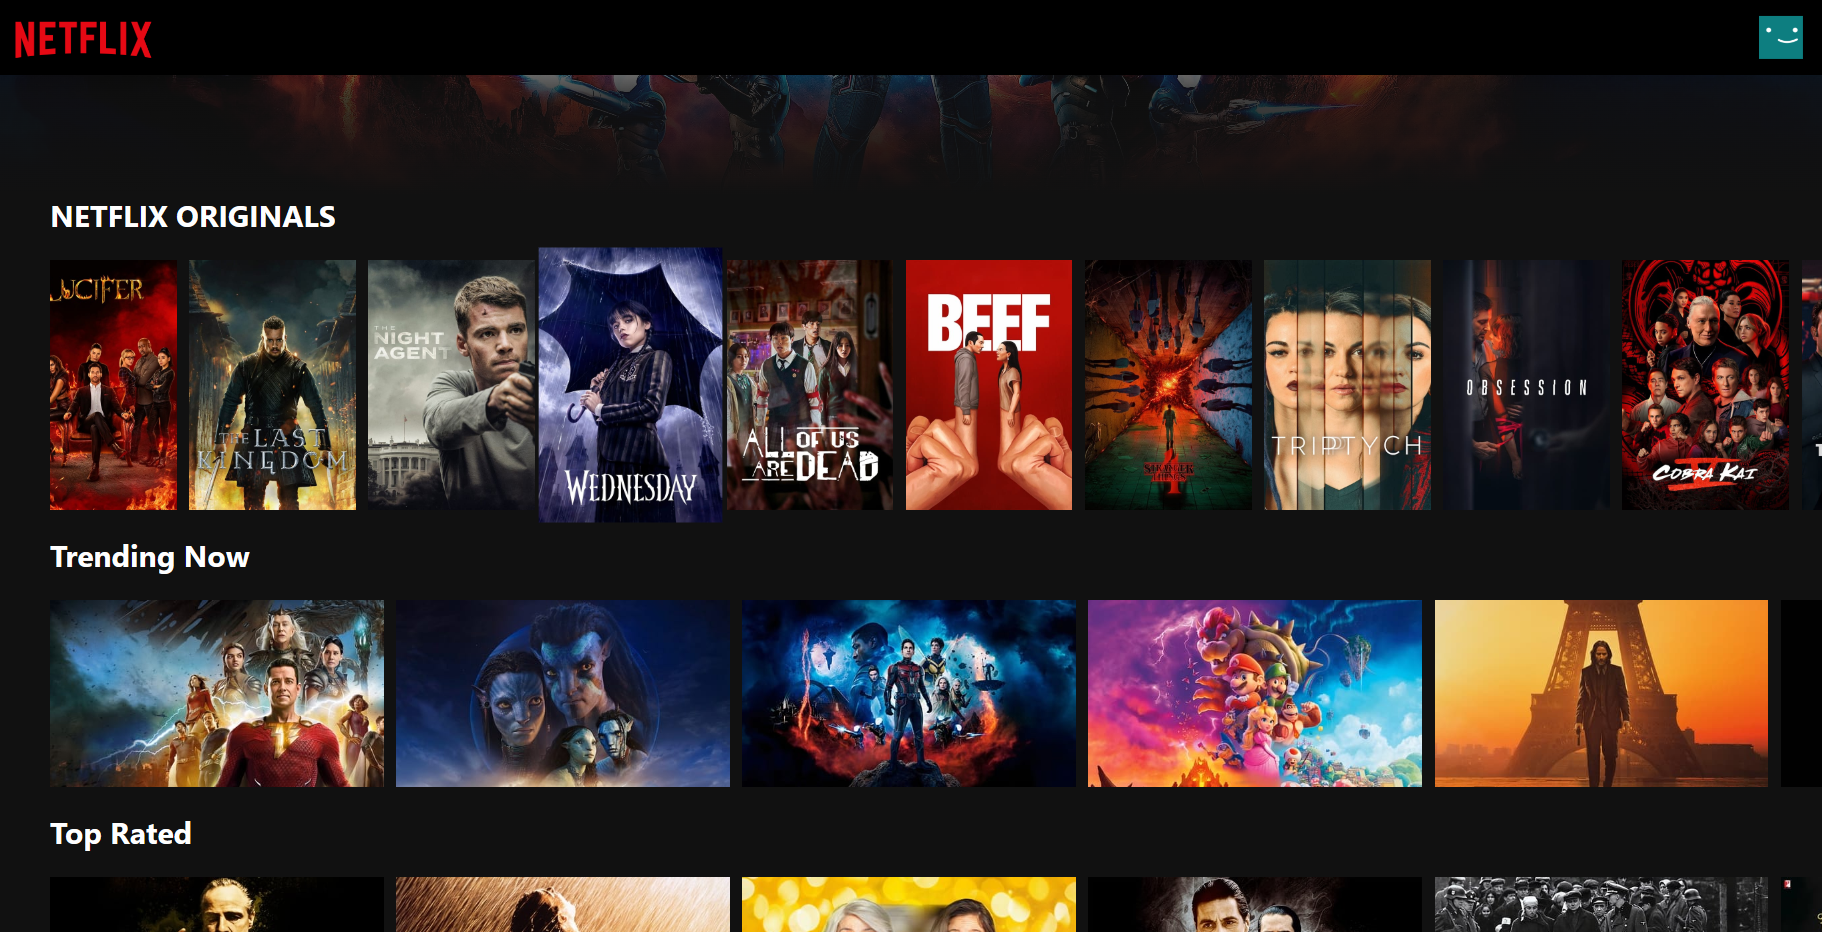 NETFLIX
NETFLIX ORIGINALS
LUCIFER
THE LAST
KINGDOM
THE
NIGHT
AGENT
WEDNESDAY
ALL OF US
ARE DEAD
BEEF
STRANGER
THINGS
4
TRIPTYCH
OBSESSION
COBRA KAI
Trending Now
Top Rated